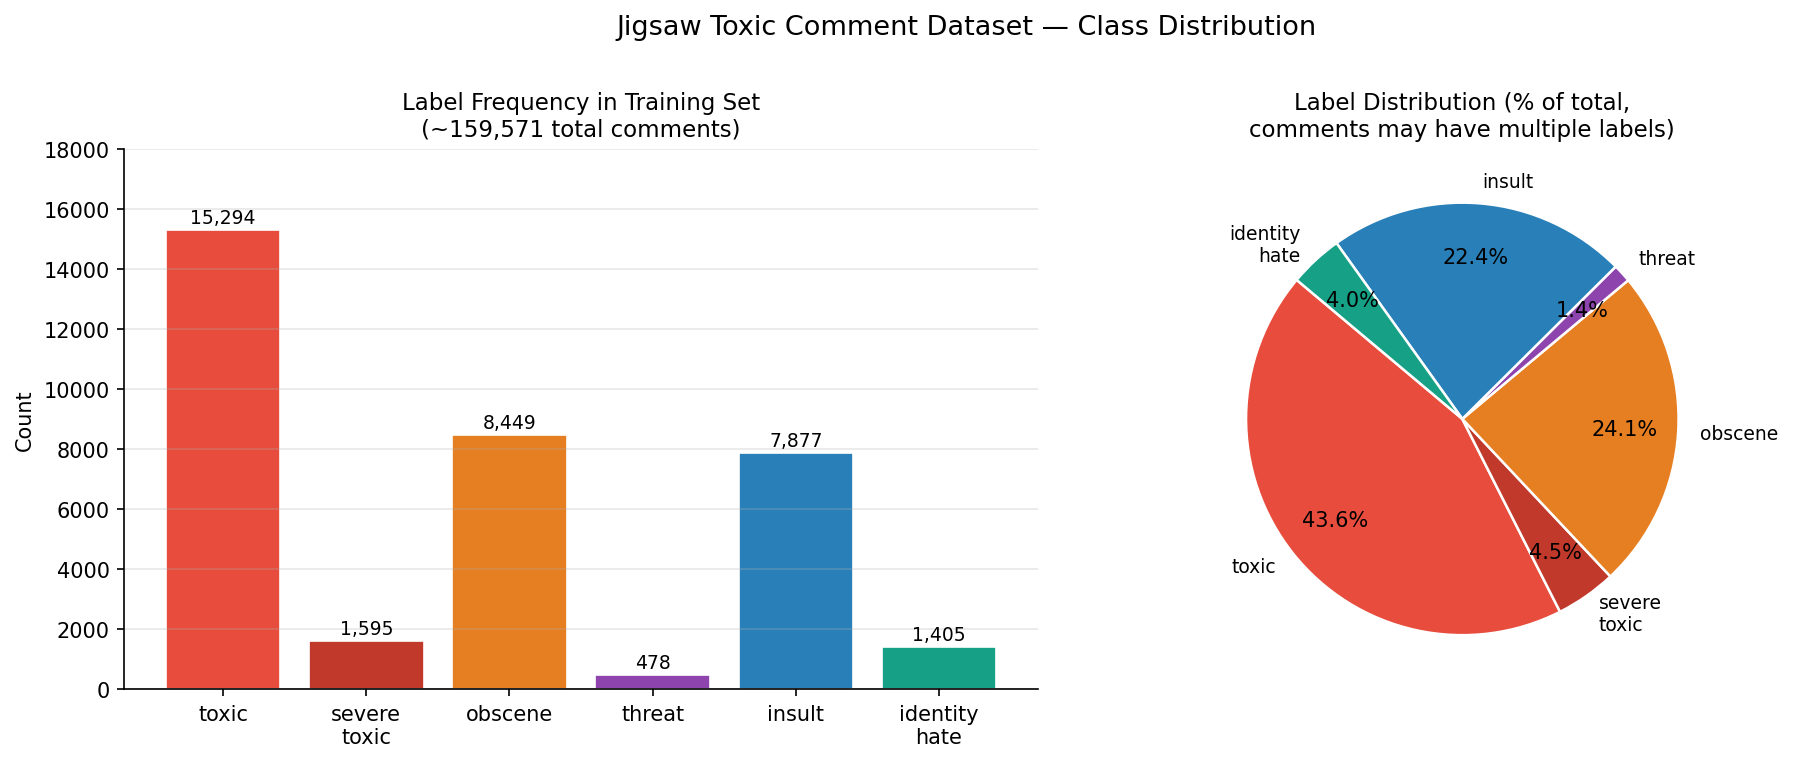 Jigsaw Toxic Comment Dataset — Class Distribution
Label Frequency in Training Set
(~159,571 total comments)
Count
18000
16000
14000
12000
10000
8000
6000
4000
2000
0
15,294
1,595
8,449
478
7,877
1,405
toxic
severe
toxic
obscene
threat
insult
identity
hate
Label Distribution (% of total,
comments may have multiple labels)
insult
identity
hate
threat
22.4%
4.0%
1.4%
24.1%
obscene
43.6%
4.5%
toxic
severe
toxic